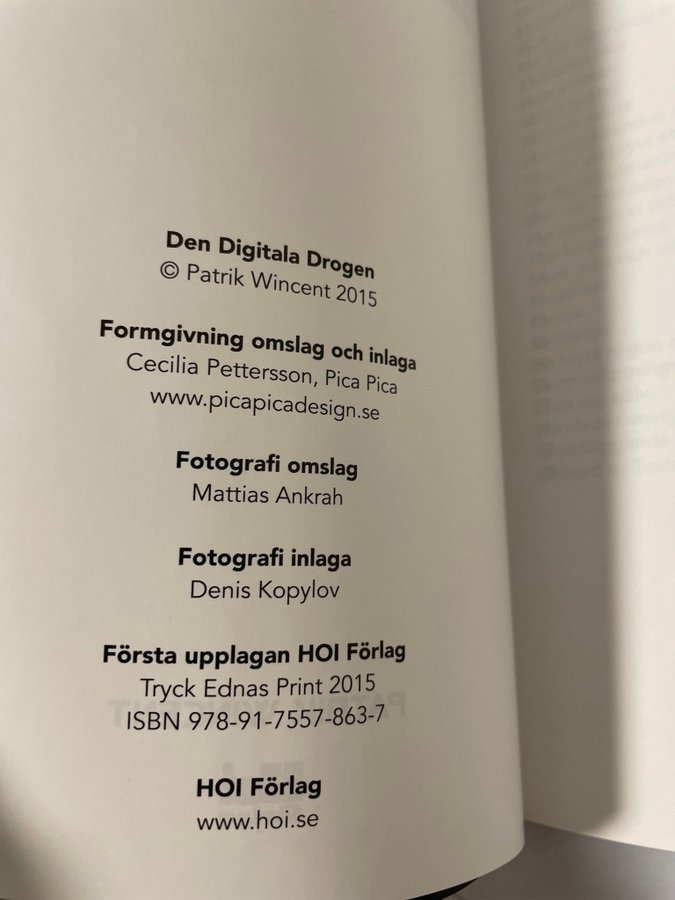 Den Digitala Drogen
© Patrik Wincent 2015
Formgivning omslag och inlaga
Cecilia Pettersson, Pica Pica
www.picapicadesign.se
Fotografi omslag
Mattias Ankrah
Fotografi inlaga
Denis Kopylov
Första upplagan HOI Förlag
Tryck Ednas Print 2015
ISBN 978-91-7557-863-7
HOI Förlag
www.hoi.se